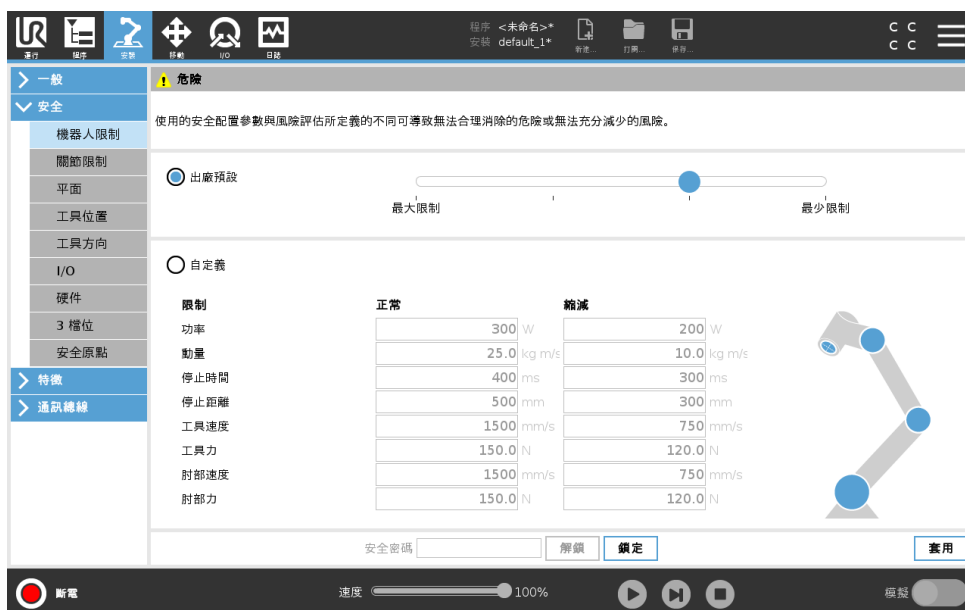 程序 <未命名>*
安裝 default_1*
UR
運行 程序 安裝 移動 I/O 日誌 新建... 打開... 保存...
C C
C C
一般
安全
機器人限制
關節限制
平面
工具位置
工具方向
I/O
硬件
3 檔位
安全原點
特徵
通訊總線
危險
使用的安全配置參數與風險評估所定義的不同可導致無法合理消除的危險或無法充分減少的風險。
出廠預設
最大限制 最少限制
自定義
限制 正常 縮減
功率 300 W 200 W
動量 25.0 kg m/s 10.0 kg m/s
停止時間 400 ms 300 ms
停止距離 500 mm 300 mm
工具速度 1500 mm/s 750 mm/s
工具力 150.0 N 120.0 N
肘部速度 1500 mm/s 750 mm/s
肘部力 150.0 N 120.0 N
安全密碼 解鎖 鎖定 套用
斷電 速度 100% 模擬